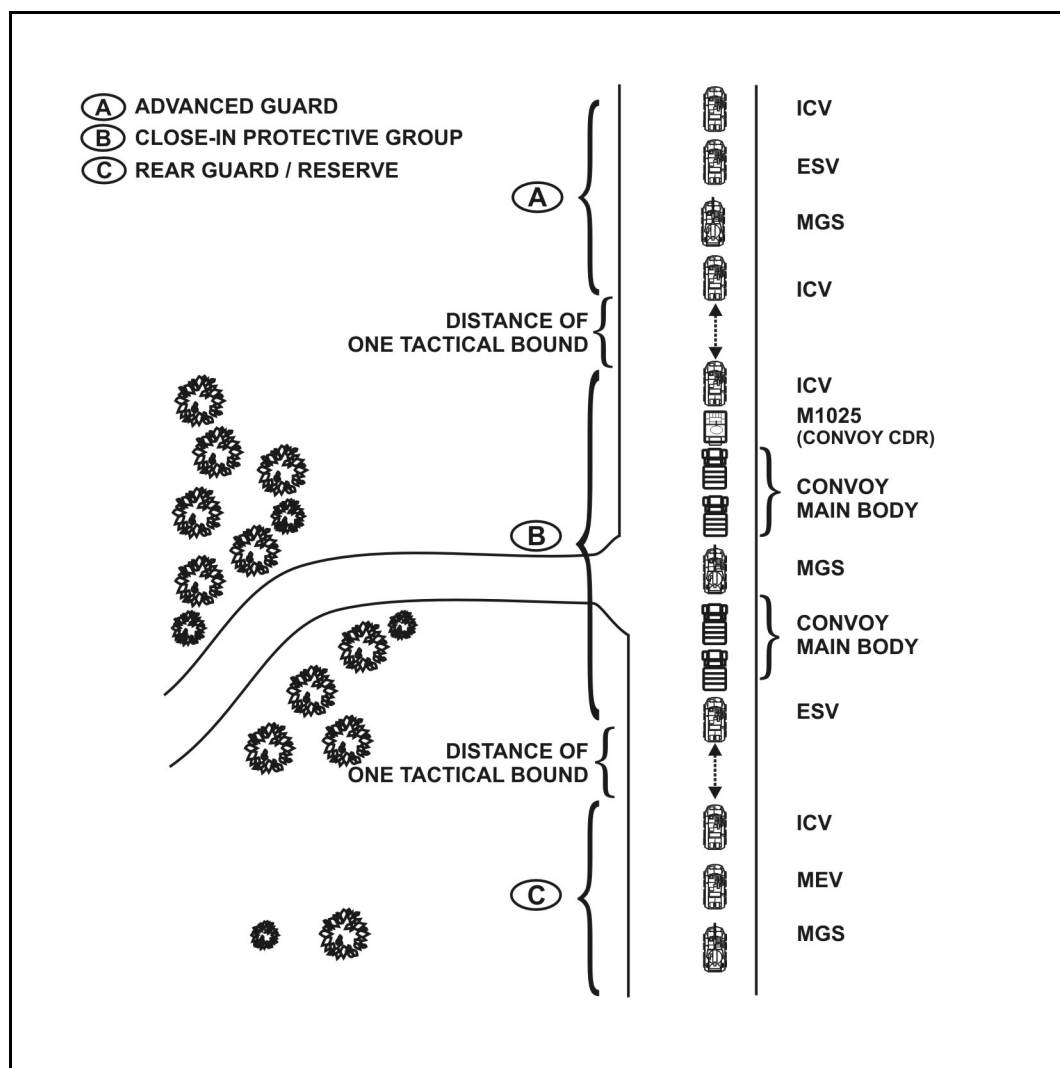 A ADVANCED GUARD
B CLOSE-IN PROTECTIVE GROUP
C REAR GUARD / RESERVE
ICV
ESV
A
MGS
ICV
DISTANCE OF
ONE TACTICAL BOUND
ICV
M1025
(CONVOY CDR)
CONVOY
MAIN BODY
B
MGS
CONVOY
MAIN BODY
ESV
DISTANCE OF
ONE TACTICAL BOUND
ICV
C
MEV
MGS